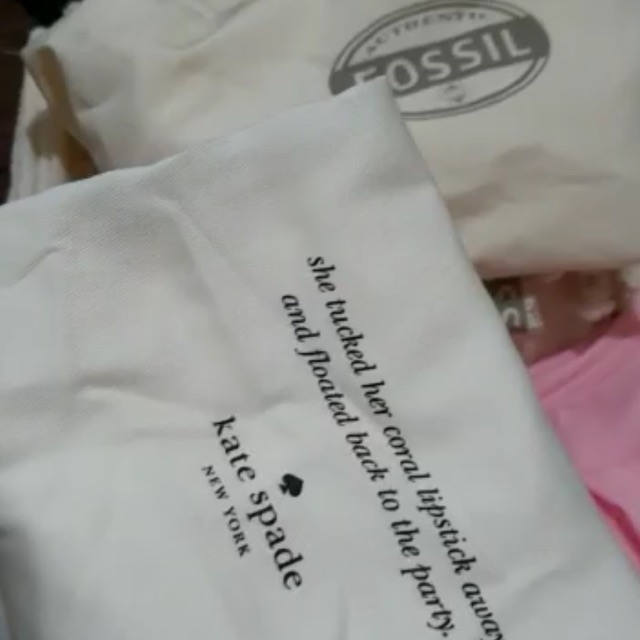 AUTHENTIC
FOSSIL
she tucked her coral lipstick away
and floated back to the party.
kate spade
NEW YORK